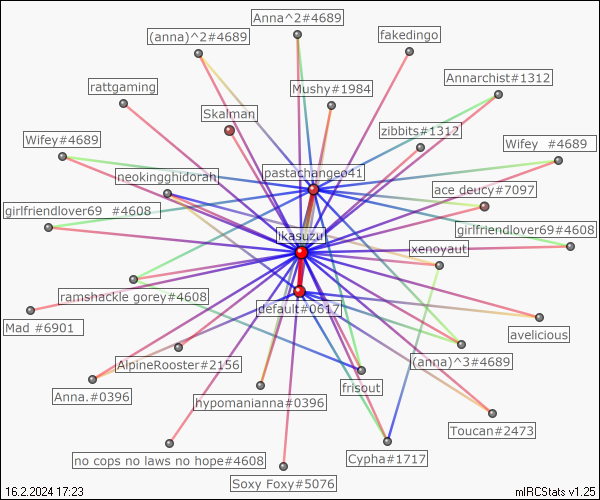 Anna^2#4689
(anna)^2#4689
fakedingo
Annarchist#1312
rattgaming
Mushy#1984
Skalman
zibbits#1312
Wifey#4689
Wifey  #4689
pastachangeo41
neokingghidorah
ace deucy#7097
girlfriendlover69  #4608
girlfriendlover69#4608
ikasuzu
xenoyaut
ramshackle gorey#4608
default#0617
Mad #6901
avelicious
AlpineRooster#2156
(anna)^3#4689
frisout
Anna.#0396
hypomanianna#0396
Toucan#2473
no cops no laws no hope#4608
Cypha#1717
Soxy Foxy#5076
16.2.2024 17:23
mIRCStats v1.25